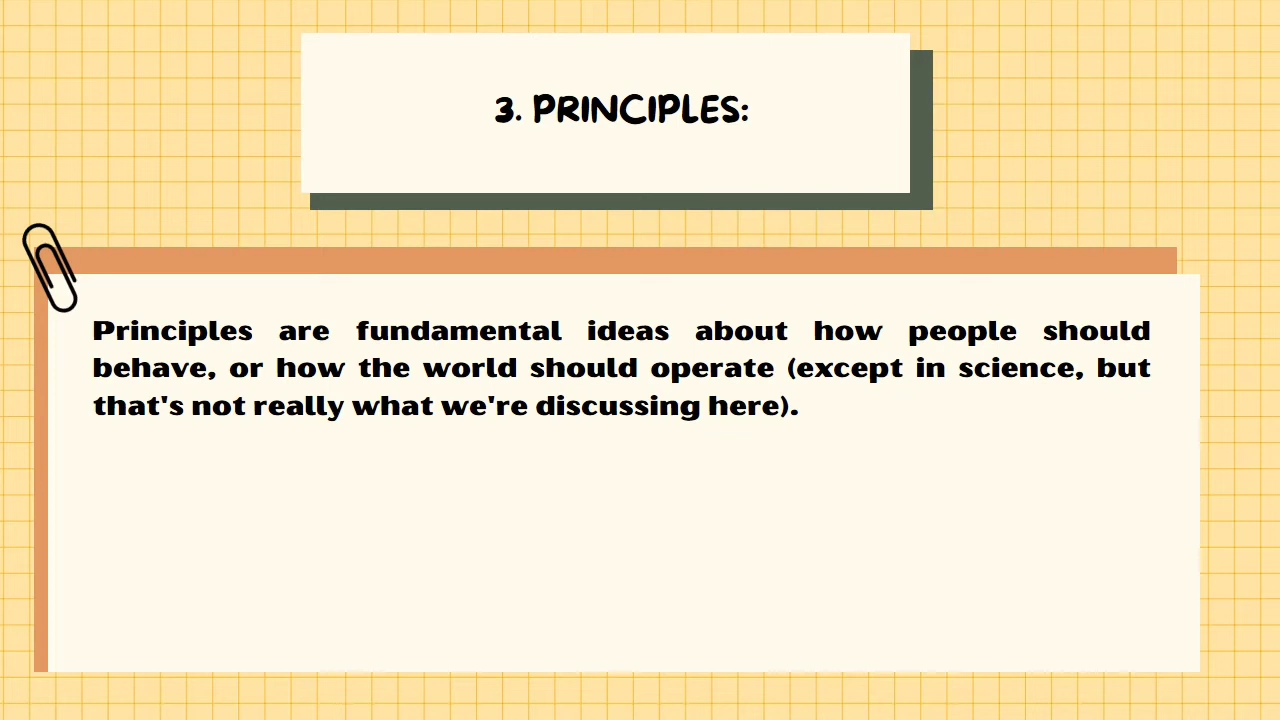 3. PRINCIPLES:
Principles are fundamental ideas about how people should
behave, or how the world should operate (except in science, but
that's not really what we're discussing here).